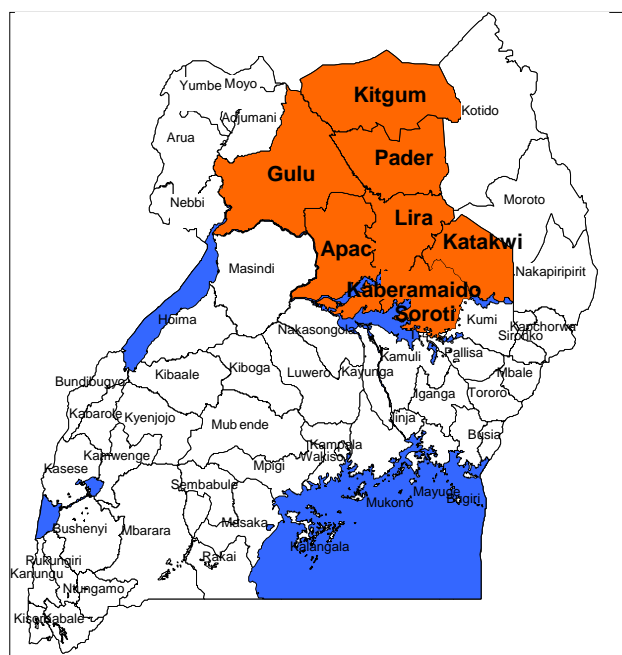 Kitgum
Yumbe
Moyo
Kotido
Adjumani
Arua
Pader
Gulu
Nebbi
Moroto
Lira
Katakwi
Apac
Masindi
Nakapiripirit
Kaberamaido
Soroti
Hoima
Kumi
Kapchorwa
Nakasongola
Sironko
Kamuli
Pallisa
Kiboga
Luwero
Kayunga
Kibaale
Mbale
Bundibugyo
Iganga
Tororo
Kabarole
Kyenjojo
Mubende
Jinja
Busia
Kampala
Kamwenge
Wakiso
Mpigi
Kasese
Sembabule
Mayuge
Bugiri
Mukono
Masaka
Bushenyi
Mbarara
Kalangala
Rakai
Rukungiri
Kanungu
Ntungamo
Kisoro
Kabale